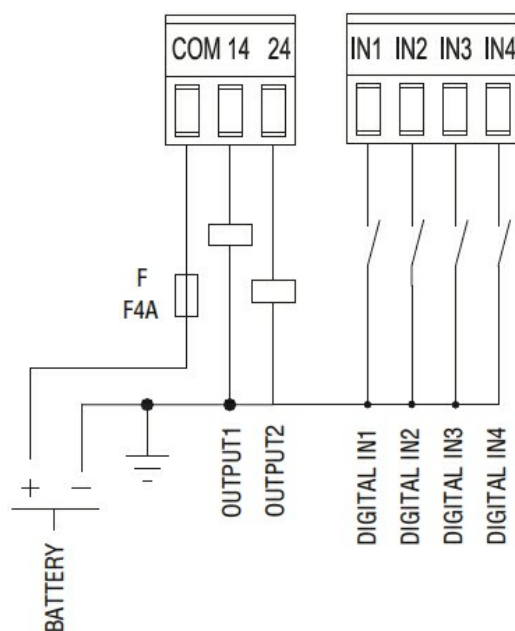 COM 14 24
IN1 IN2 IN3 IN4
F
F4A
+ −
BATTERY
OUTPUT1
OUTPUT2
DIGITAL IN1
DIGITAL IN2
DIGITAL IN3
DIGITAL IN4